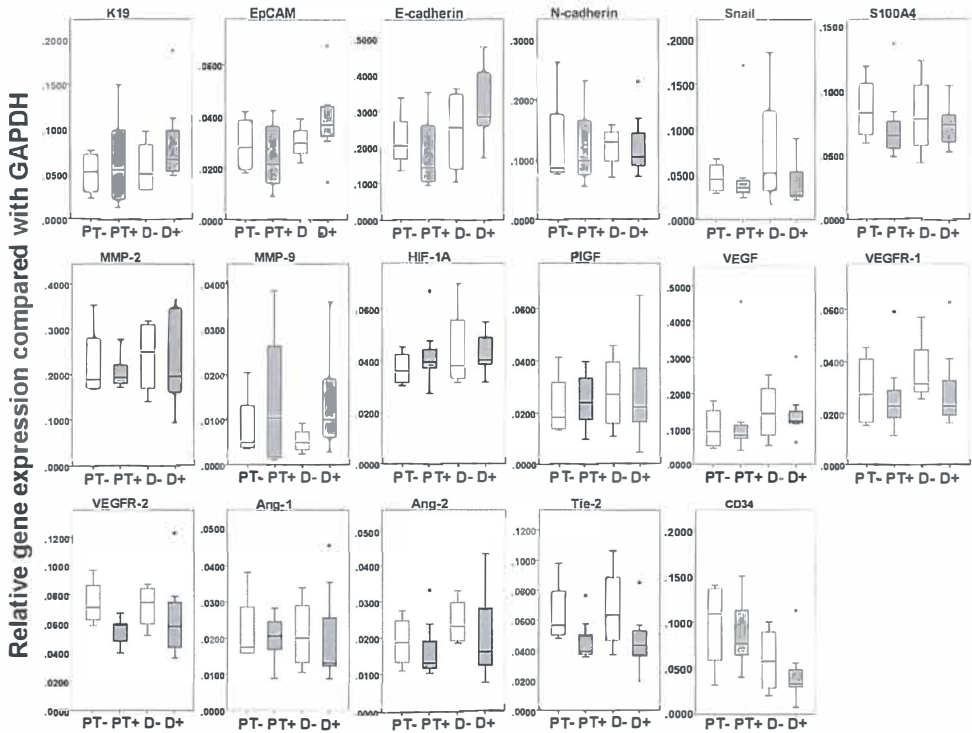 Relative gene expression compared with GAPDH
K19 EpCAM E-cadherin N-cadherin Snail S100A4
.2000 .0600 .5000 .3000 .2000 .1500
.1500 .0400 .4000 .2000 .1500 .1000
.1000 .0200 .3000 .1000 .1000 .0500
.0500 .0000 .2000 .0000 .0500 .0000
.0000 .1000 .0000
.0000
PT- PT+ D- D+ PT- PT+ D D+ PT- PT+ D- D+ PT- PT+ D- D+ PT- PT+ D- D+ PT- PT+ D- D+
MMP-2 MMP-9 HIF-1A PlGF VEGF VEGFR-1
.4000 .0400 .0600 .0600 .5000 .0600
.3000 .0300 .0400 .0400 .4000 .0400
.2000 .0200 .0200 .0200 .3000 .0200
.1000 .0100 .0000 .0000 .2000 .0000
.0000 .0000 .1000
.0000
PT- PT+ D- D+ PT- PT+ D- D+ PT- PT+ D- D+ PT- PT+ D- D+ PT- PT+ D- D+ PT- PT+ D- D+
VEGFR-2 Ang-1 Ang-2 Tie-2 CD34
.1200 .0500 .0500 .1200 .2000
.1000 .0400 .0400 .1000 .1500
.0800 .0300 .0300 .0800 .1000
.0600 .0200 .0200 .0600 .0500
.0400 .0100 .0100 .0400 .0000
.0200 .0000 .0000 .0200
.0000 .0000
PT- PT+ D- D+ PT- PT+ D- D+ PT- PT+ D- D+ PT- PT+ D- D+ PT- PT+ D- D+